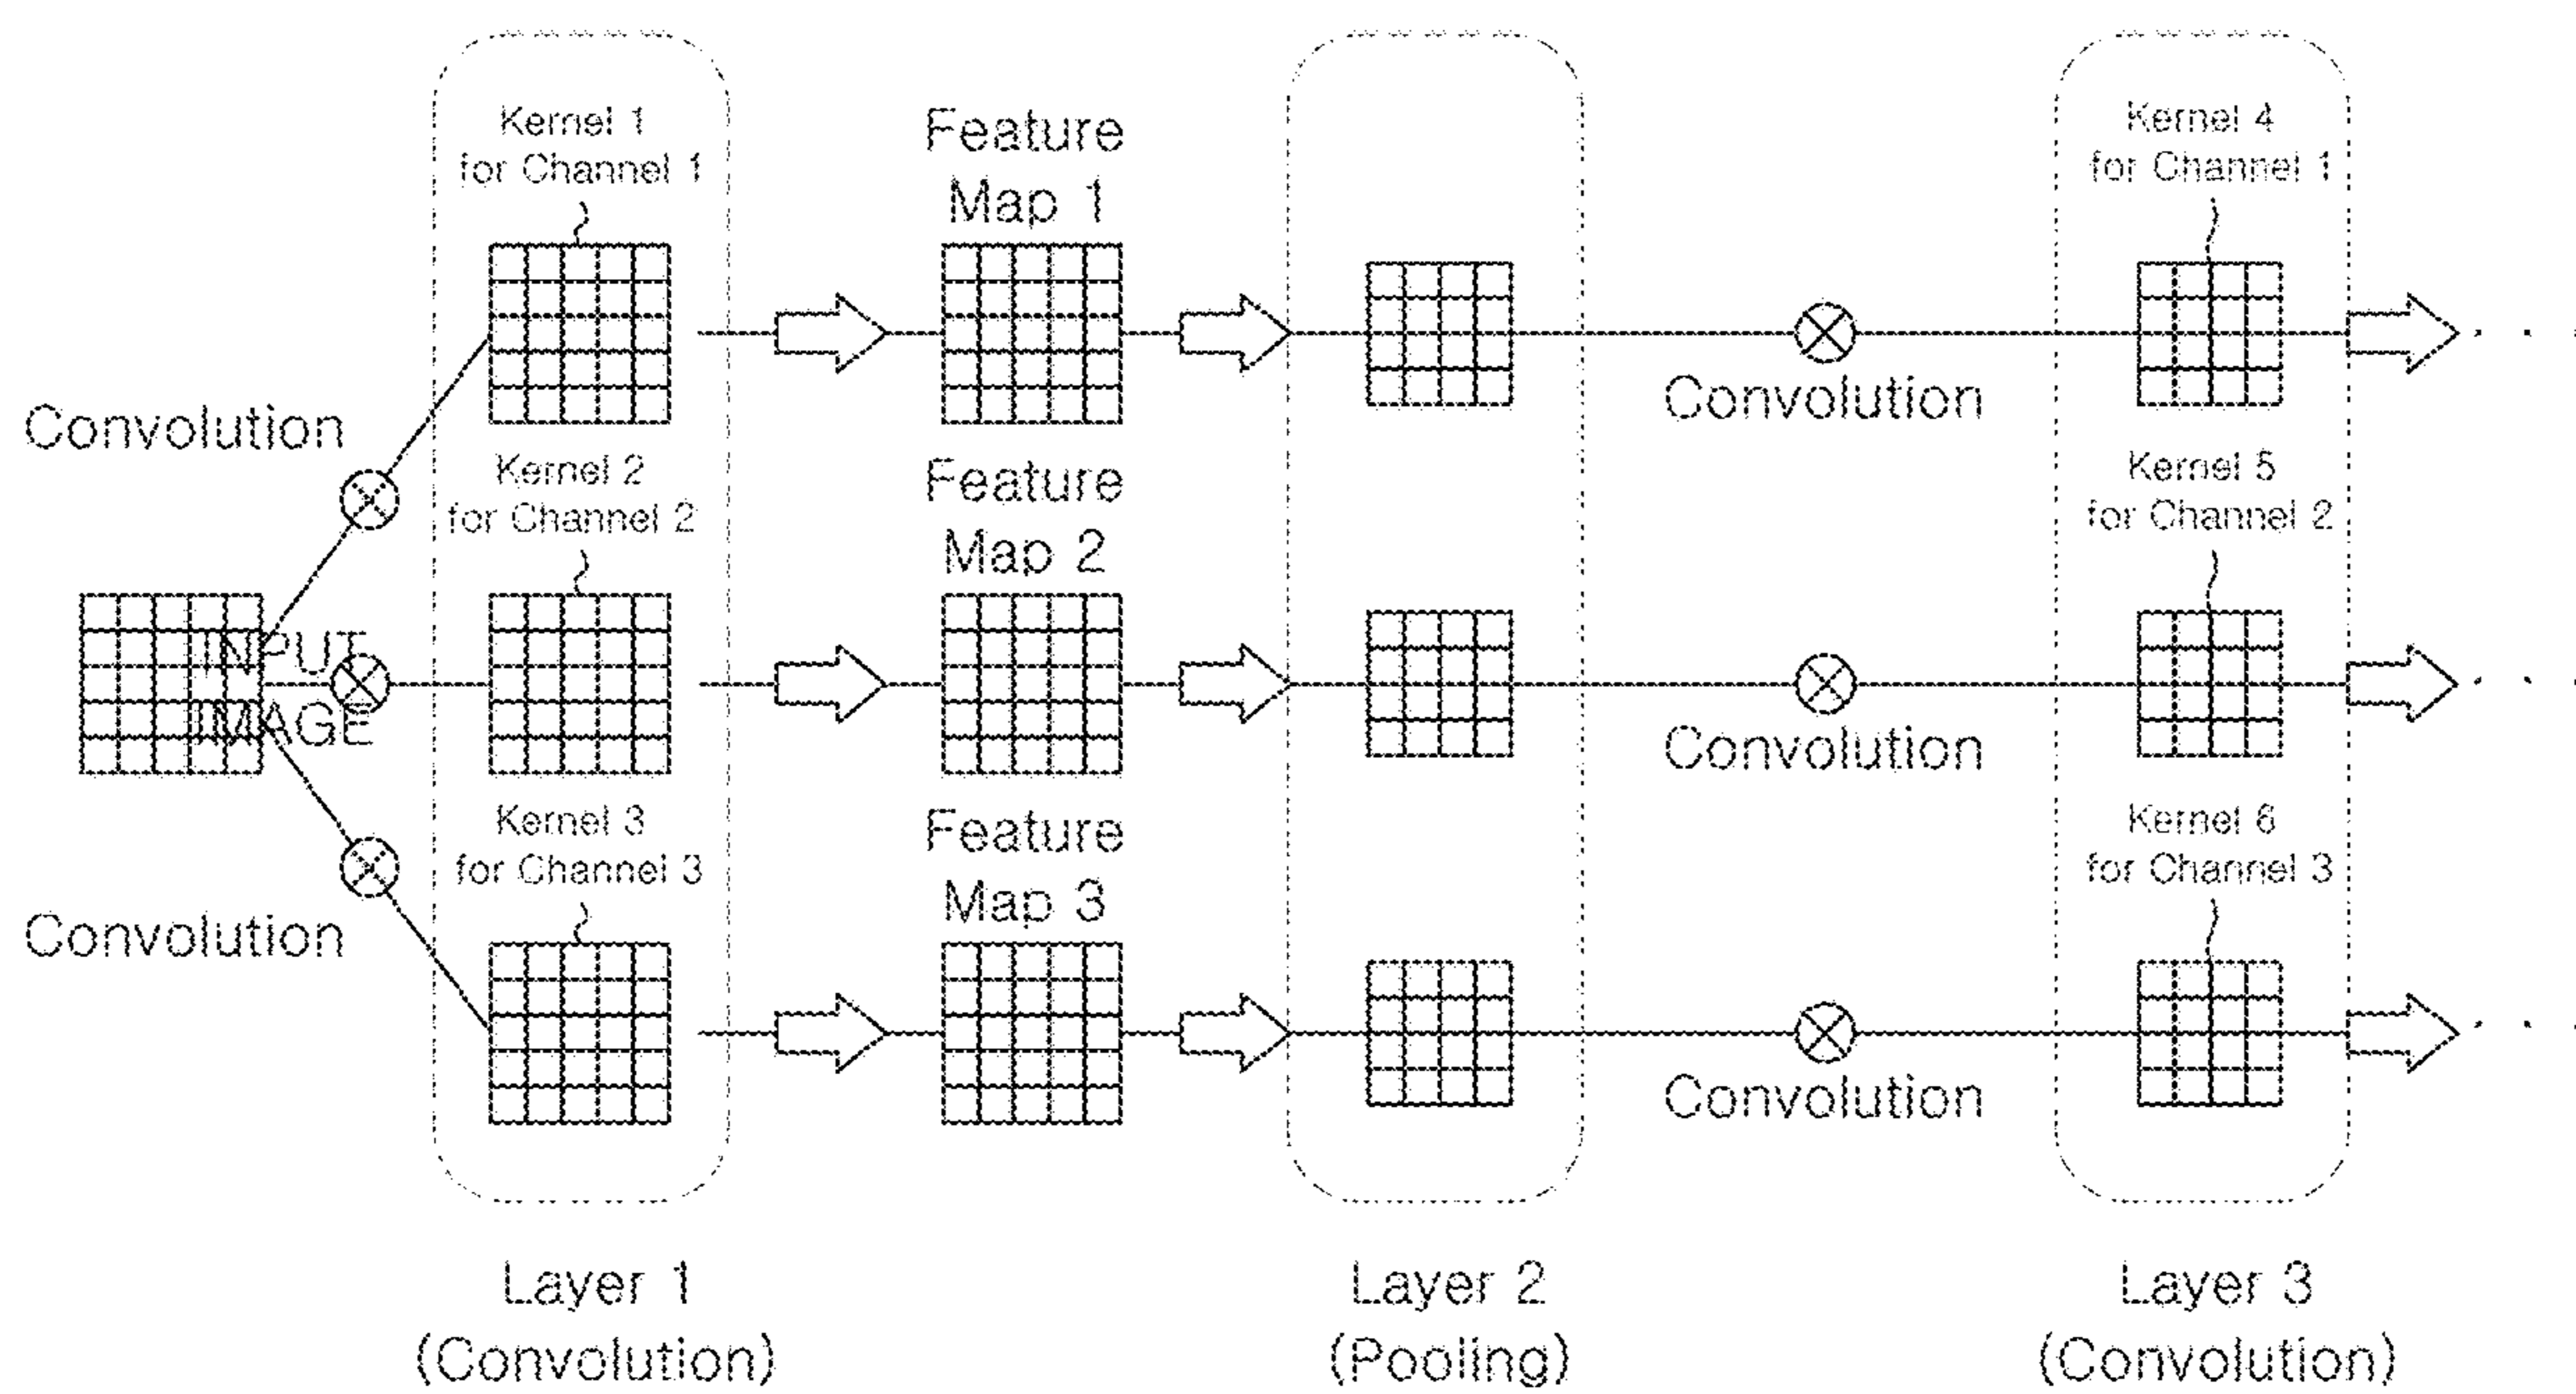 Kernel 1
for Channel 1
Feature
Map 1
Kernel 4
for Channel 1
Convolution
Convolution
Kernel 2
for Channel 2
Feature
Map 2
Kernel 5
for Channel 2
INPUT
IMAGE
Convolution
Kernel 3
for Channel 3
Feature
Map 3
Kernel 6
for Channel 3
Convolution
Convolution
Layer 1
(Convolution)
Layer 2
(Pooling)
Layer 3
(Convolution)